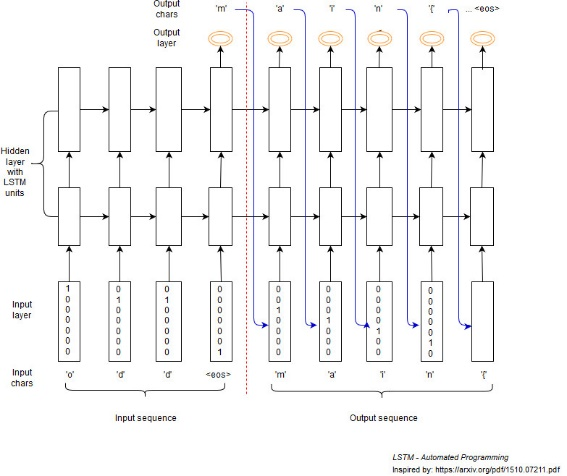 Output chars 'm' 'a' 'i' 'n' '{' ... <eos>
Output layer
Hidden layer with LSTM units
Input layer
1 0 0 0 0 0 0 0
0 1 1 0 0 0 0 0
0 0 0 0 1 0 0 0
0 0 0 0 0 1 0 0
0 0 0 0 0 0 1 0
0 0 0 0 0 0 0 1
0 0 0 1 0 0 0 0
Input chars 'o' 'd' 'd' <eos> 'm' 'a' 'i' 'n' '{'
Input sequence Output sequence
LSTM - Automated Programming
Inspired by: https://arxiv.org/pdf/1510.07211.pdf